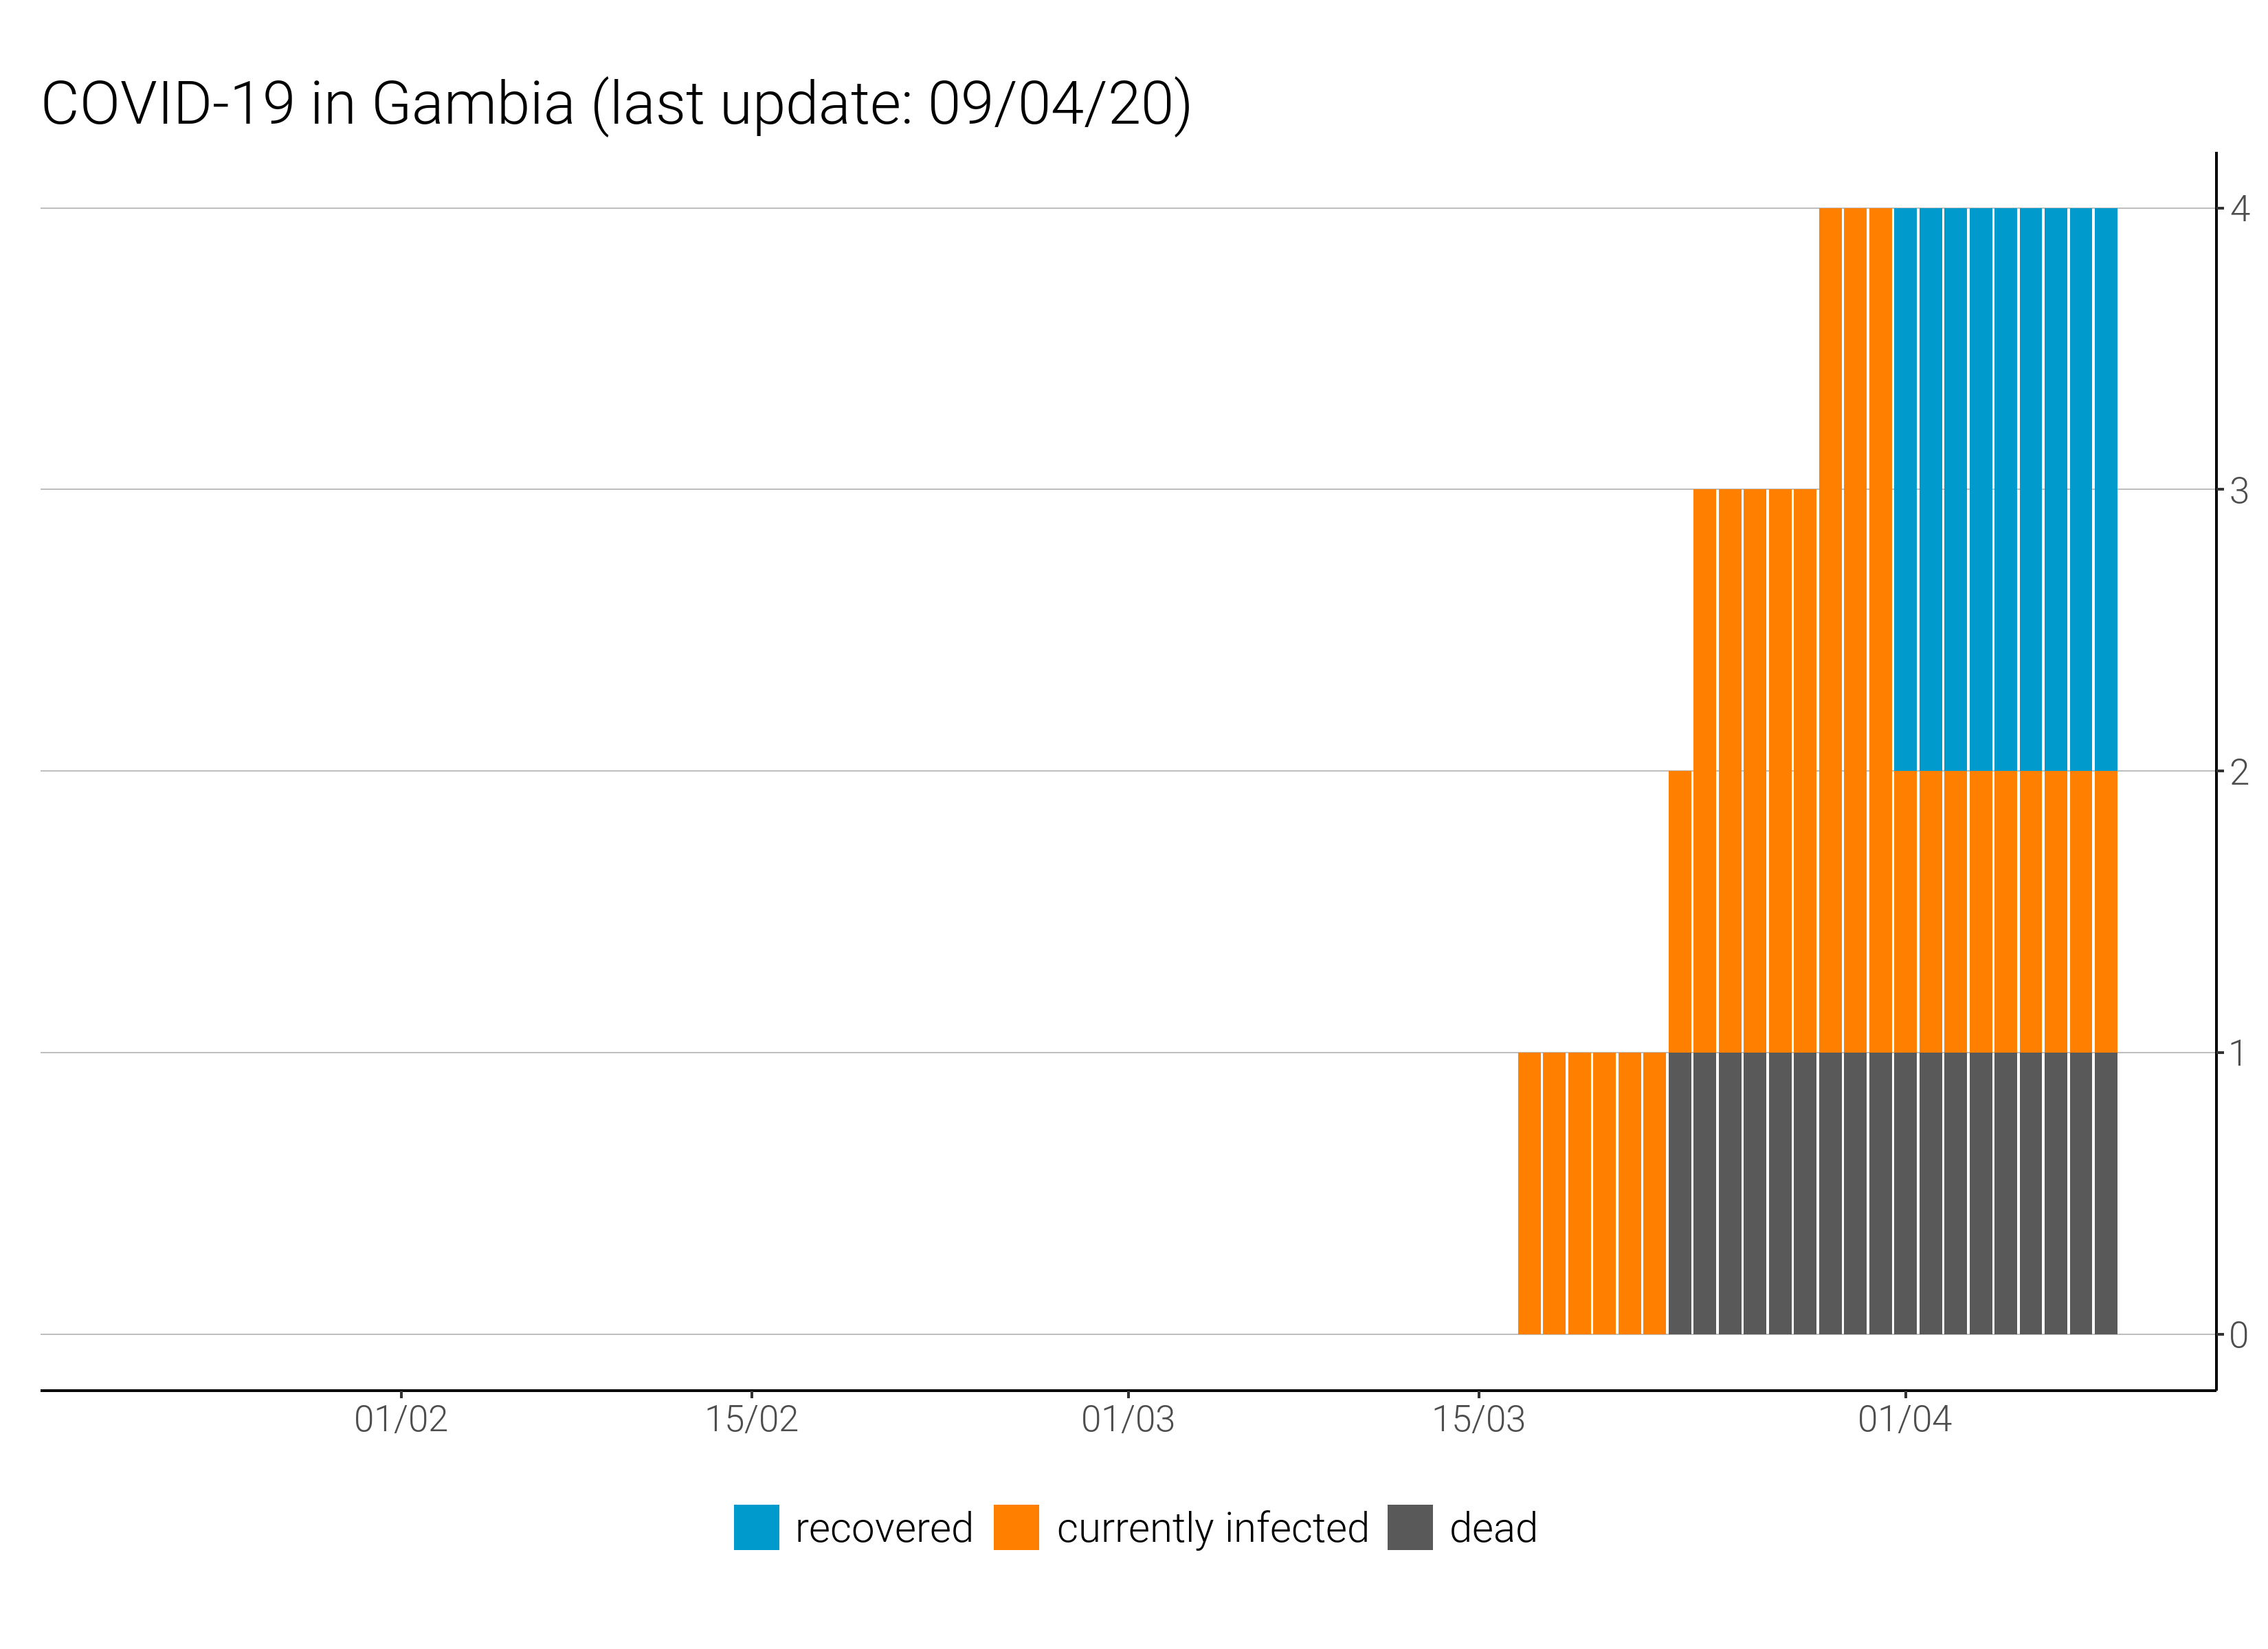 COVID-19 in Gambia (last update: 09/04/20)
4
3
2
1
0
01/02 15/02 01/03 15/03 01/04
recovered currently infected dead